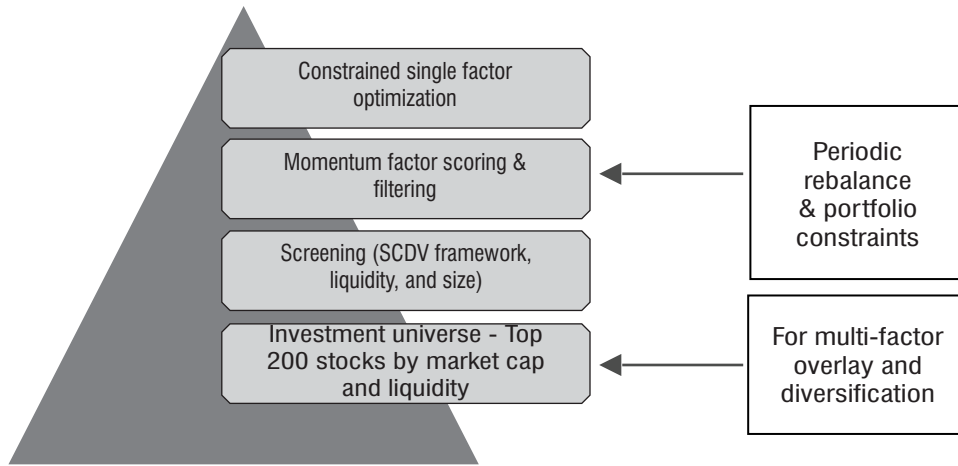 Constrained single factor
optimization
Momentum factor scoring &
filtering
Screening (SCDV framework,
liquidity, and size)
Investment universe - Top
200 stocks by market cap
and liquidity
Periodic
rebalance
& portfolio
constraints
For multi-factor
overlay and
diversification